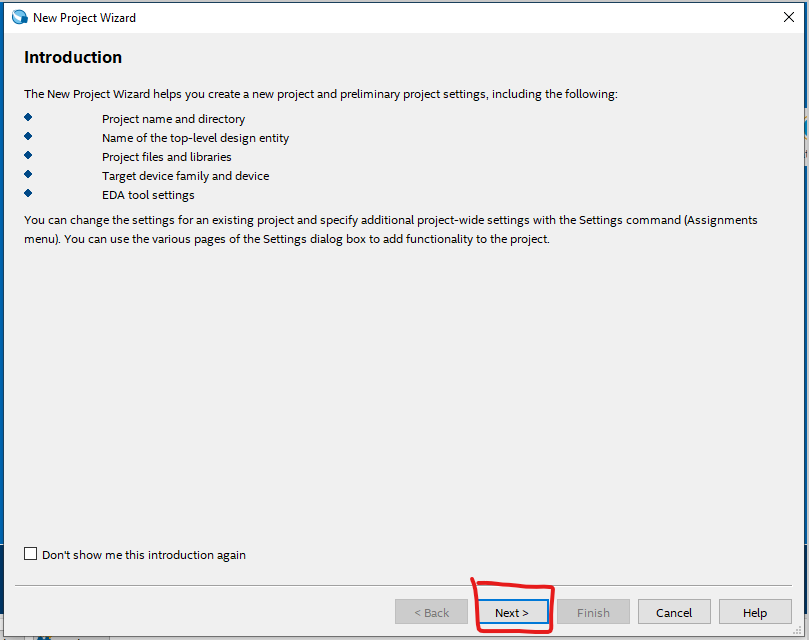 New Project Wizard
Introduction
The New Project Wizard helps you create a new project and preliminary project settings, including the following:
Project name and directory
Name of the top-level design entity
Project files and libraries
Target device family and device
EDA tool settings
You can change the settings for an existing project and specify additional project-wide settings with the Settings command (Assignments
menu). You can use the various pages of the Settings dialog box to add functionality to the project.
Don't show me this introduction again
< Back Next > Finish Cancel Help